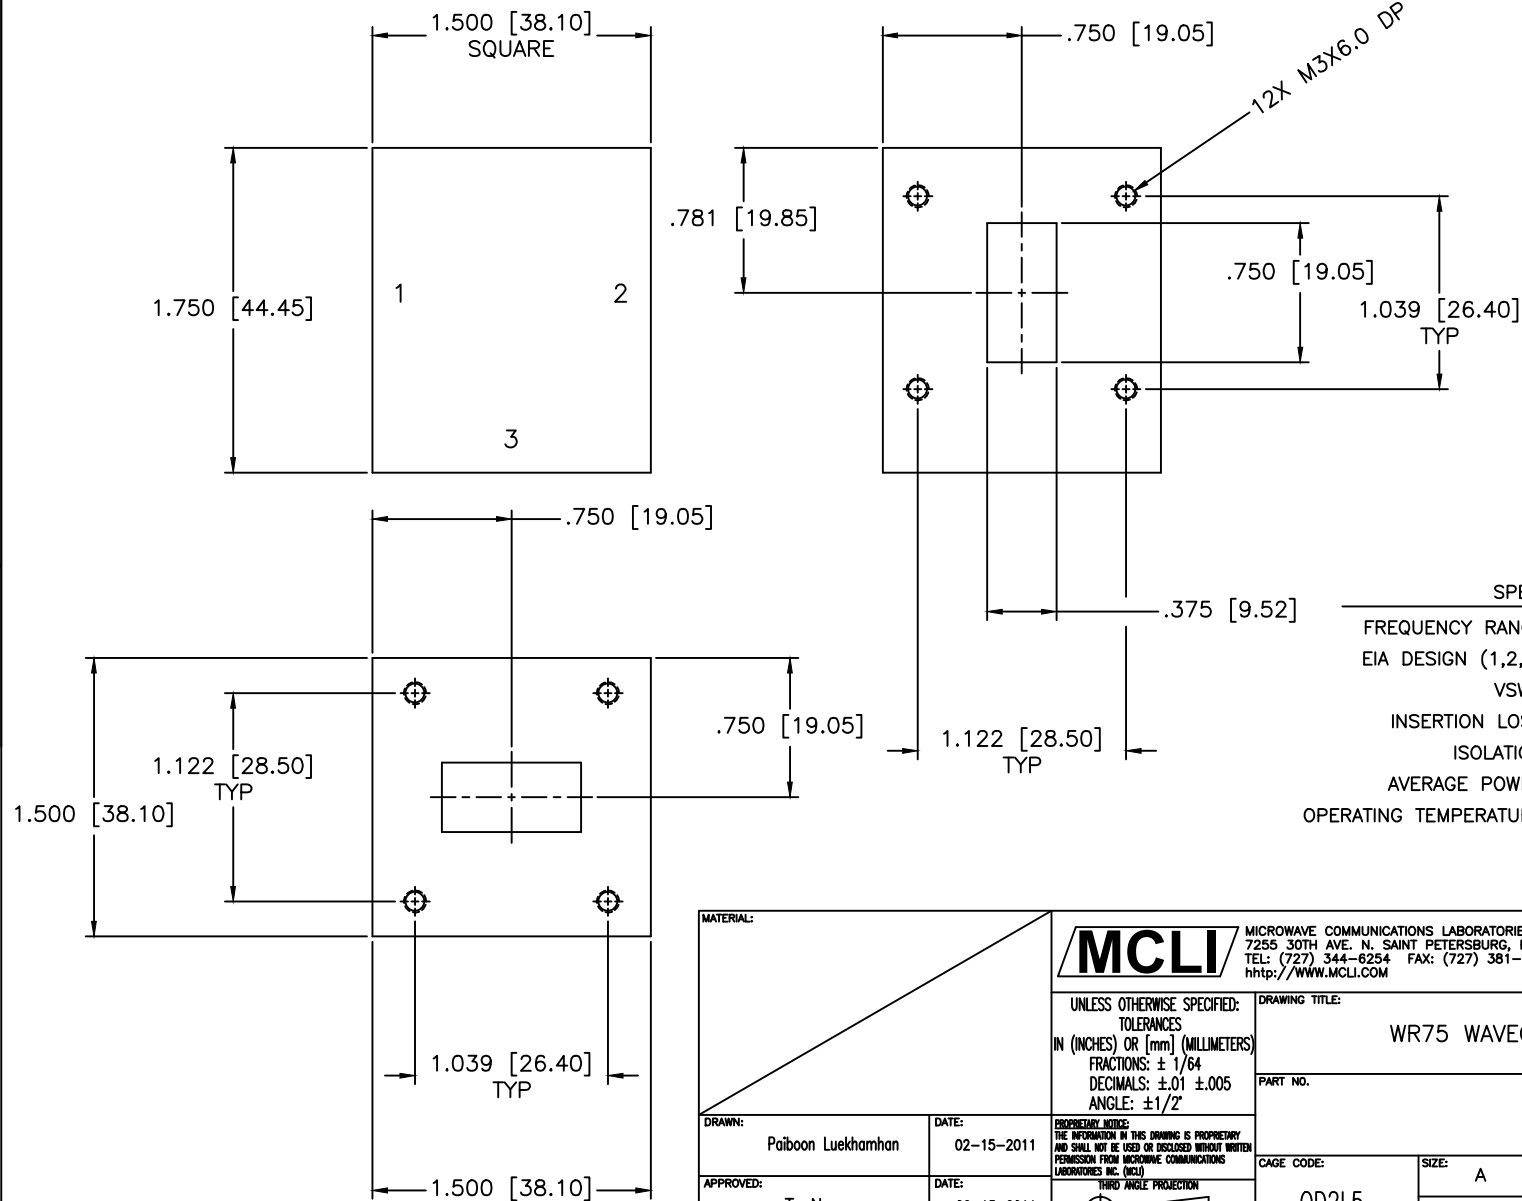 1.500 [38.10]
SQUARE
.750 [19.05]
12X M3X6.0 DP
.781 [19.85]
1.750 [44.45]
1
2
3
.750 [19.05]
1.039 [26.40]
TYP
.750 [19.05]
.375 [9.52]
1.122 [28.50]
TYP
.750 [19.05]
1.122 [28.50]
TYP
1.500 [38.10]
1.039 [26.40]
TYP
1.500 [38.10]
FREQUENCY
EIA DESIGN (1,2,
INSERTION
AVERAGE
OPERATING
MATERIAL:
MCLI
MICROWAVE COMMUNICATIONS
7255 30TH AVE. N. SAINT PETERSBURG,
TEL: (727) 344-6254 FAX: (727) 381-
hhtp://WWW.MCLI.COM
UNLESS OTHERWISE SPECIFIED:
TOLERANCES
IN (INCHES) OR [mm] (MILLIMETERS)
FRACTIONS: ± 1/64
DECIMALS: ±.01 ±.005
ANGLE: ±1/2°
DRAWING TITLE:
WR75
PART NO.
DRAWN:
Paiboon Luekhamhan
DATE:
02-15-2011
PROPRIETARY NOTICE:
THE INFORMATION IN THIS DRAWING IS PROPRIETARY
AND SHALL NOT BE USED OR DISCLOSED WITHOUT WRITTEN
PERMISSION FROM MICROWAVE COMMUNICATIONS
LABORATORIES INC. (MCLI)
CAGE CODE:
SIZE:
A
APPROVED:
DATE:
THIRD ANGLE PROJECTION